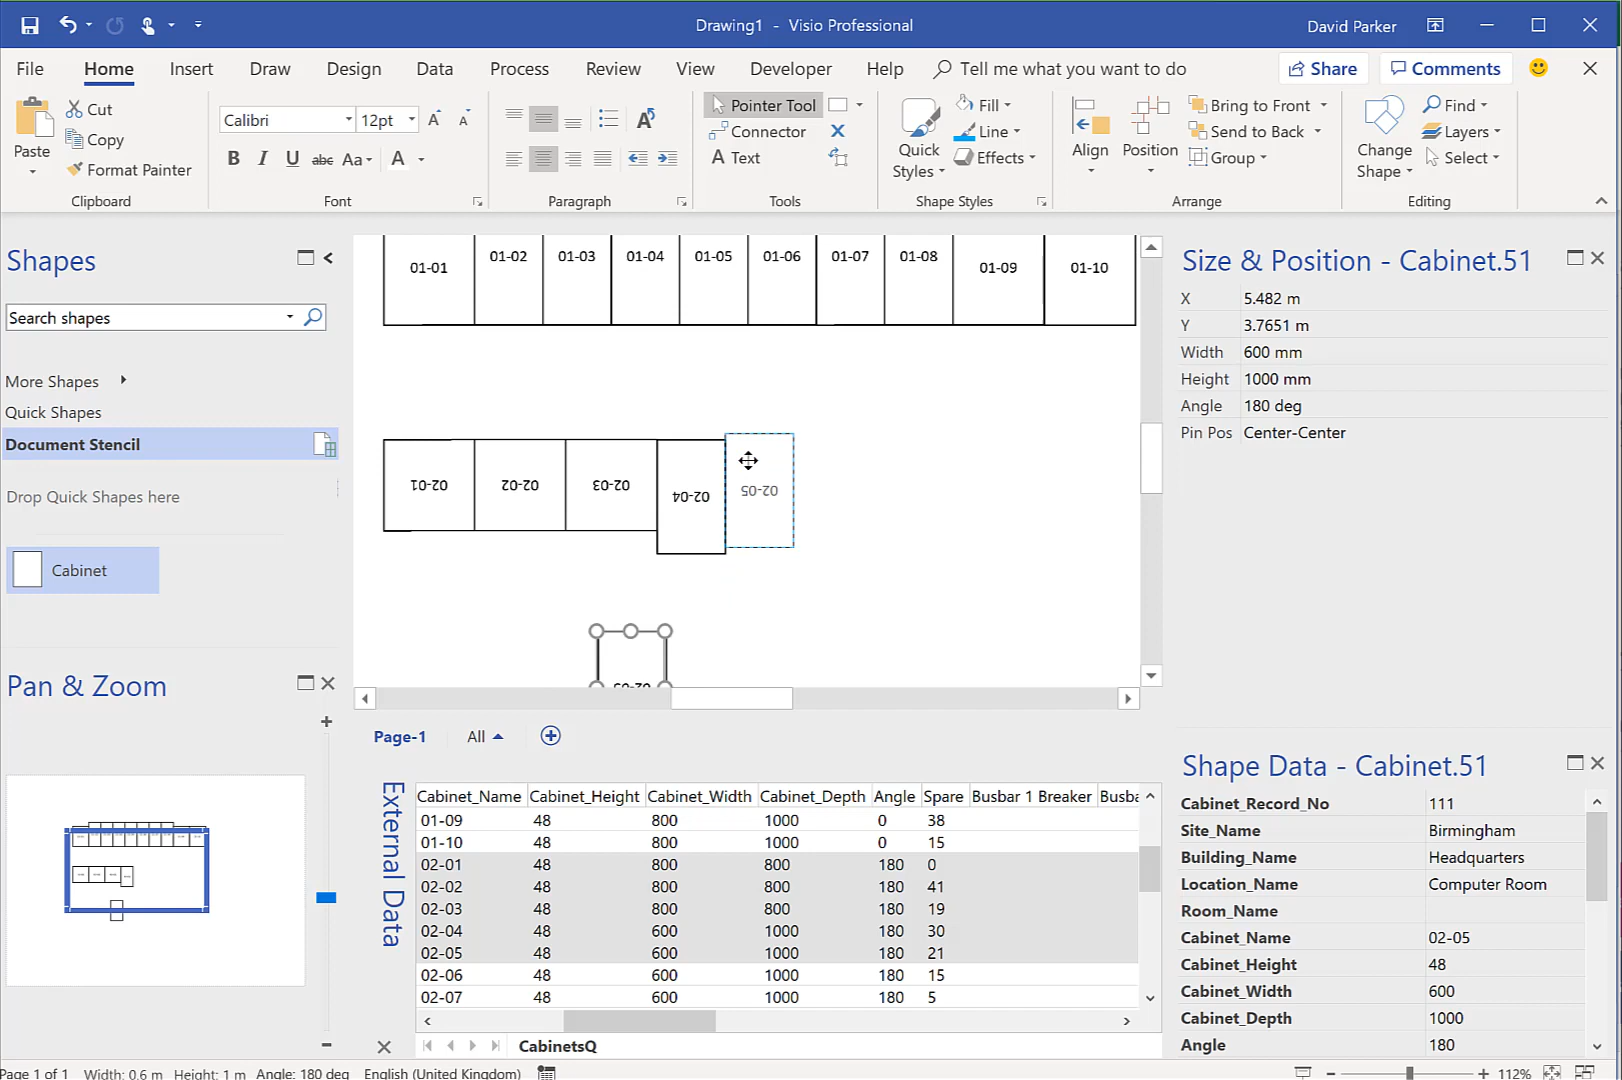 Drawing1 - Visio Professional
David Parker
File Home Insert Draw Design Data Process Review View Developer Help Tell me what you want to do
Share Comments
Paste
Cut
Copy
Format Painter
Clipboard
Calibri 12pt
B I U abc Aa A
Font
Paragraph
Pointer Tool
Connector
A Text
Tools
Quick Styles
Fill
Line
Effects
Shape Styles
Align
Position
Bring to Front
Send to Back
Group
Arrange
Change Shape
Find
Layers
Select
Editing
Shapes
Search shapes
More Shapes
Quick Shapes
Document Stencil
Drop Quick Shapes here
Cabinet
Pan & Zoom
01-01 01-02 01-03 01-04 01-05 01-06 01-07 01-08 01-09 01-10
02-01 02-02 02-03 02-04 02-05
02-05
Page-1 All
Size & Position - Cabinet.51
X 5.482 m
Y 3.7651 m
Width 600 mm
Height 1000 mm
Angle 180 deg
Pin Pos Center-Center
External Data
Cabinet_Name Cabinet_Height Cabinet_Width Cabinet_Depth Angle Spare Busbar 1 Breaker Busba
01-09 48 800 1000 0 38
01-10 48 800 1000 0 15
02-01 48 800 800 180 0
02-02 48 800 800 180 41
02-03 48 800 800 180 19
02-04 48 600 1000 180 30
02-05 48 600 1000 180 21
02-06 48 600 1000 180 15
02-07 48 600 1000 180 5
CabinetsQ
Shape Data - Cabinet.51
Cabinet_Record_No 111
Site_Name Birmingham
Building_Name Headquarters
Location_Name Computer Room
Room_Name
Cabinet_Name 02-05
Cabinet_Height 48
Cabinet_Width 600
Cabinet_Depth 1000
Angle 180
Page 1 of 1 Width: 0.6 m Height: 1 m Angle: 180 deg English (United Kingdom)
112%